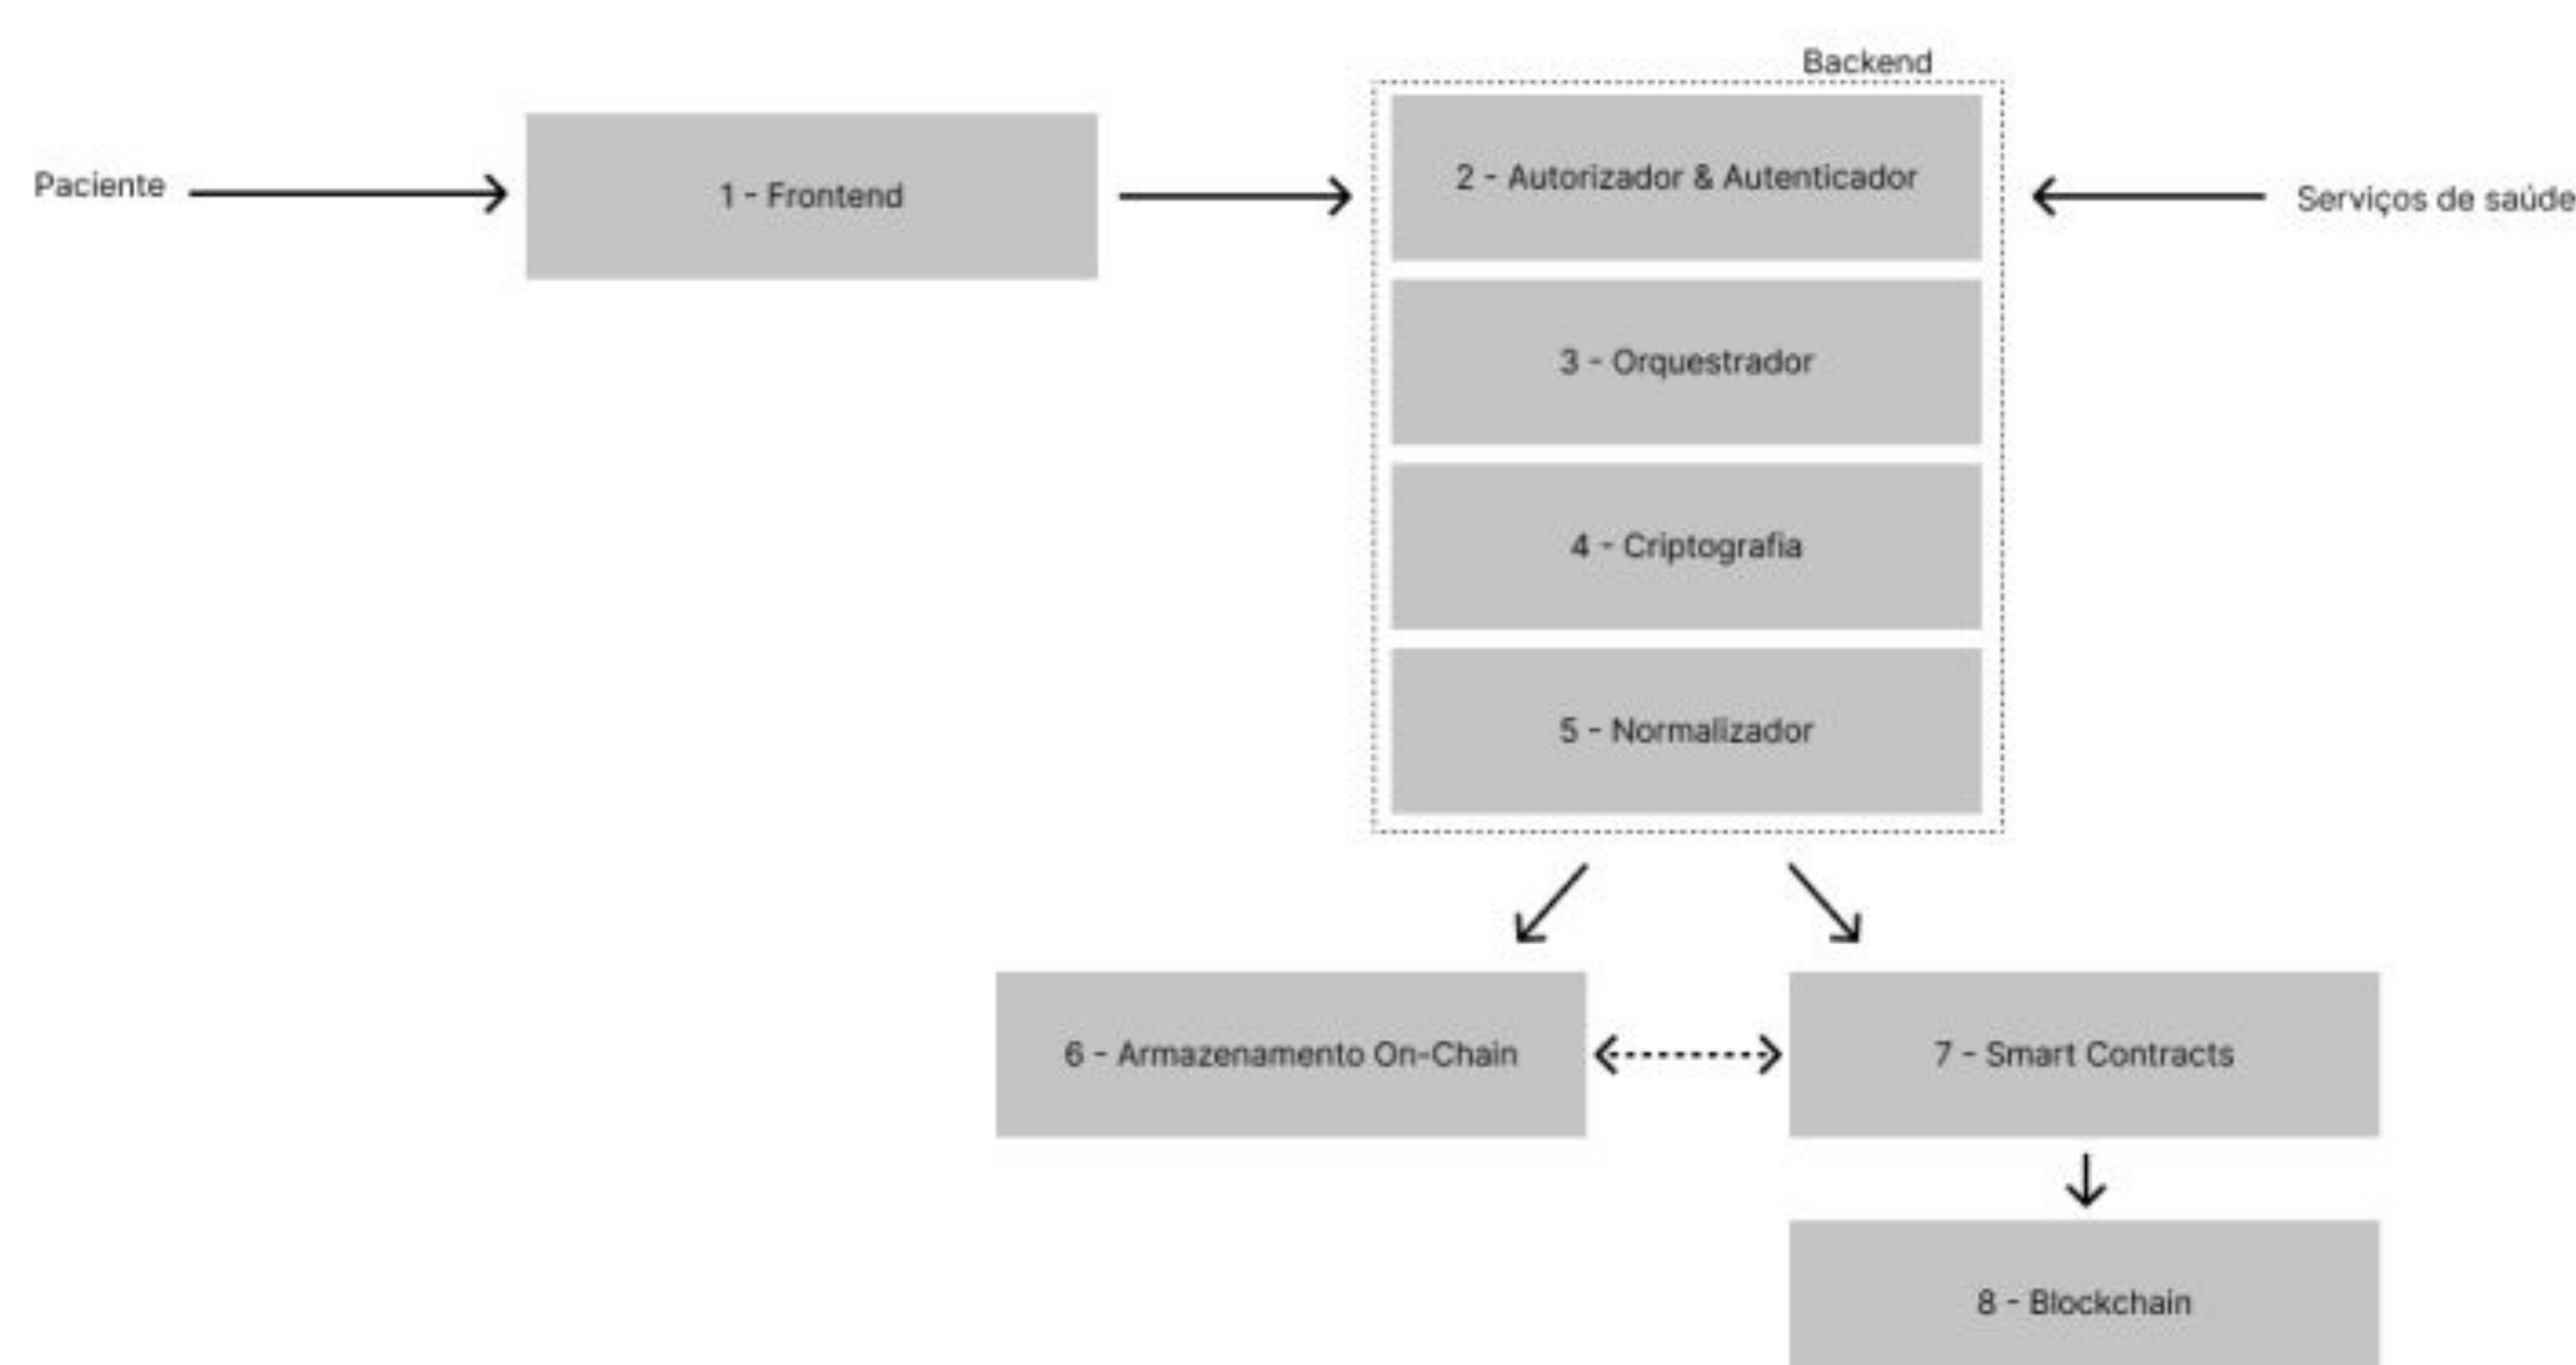 Backend
Paciente
1 - Frontend
2 - Autorizador & Autenticador
Serviços de saúde
3 - Orquestrador
4 - Criptografia
5 - Normalizador
6 - Armazenamento On-Chain
7 - Smart Contracts
8 - Blockchain